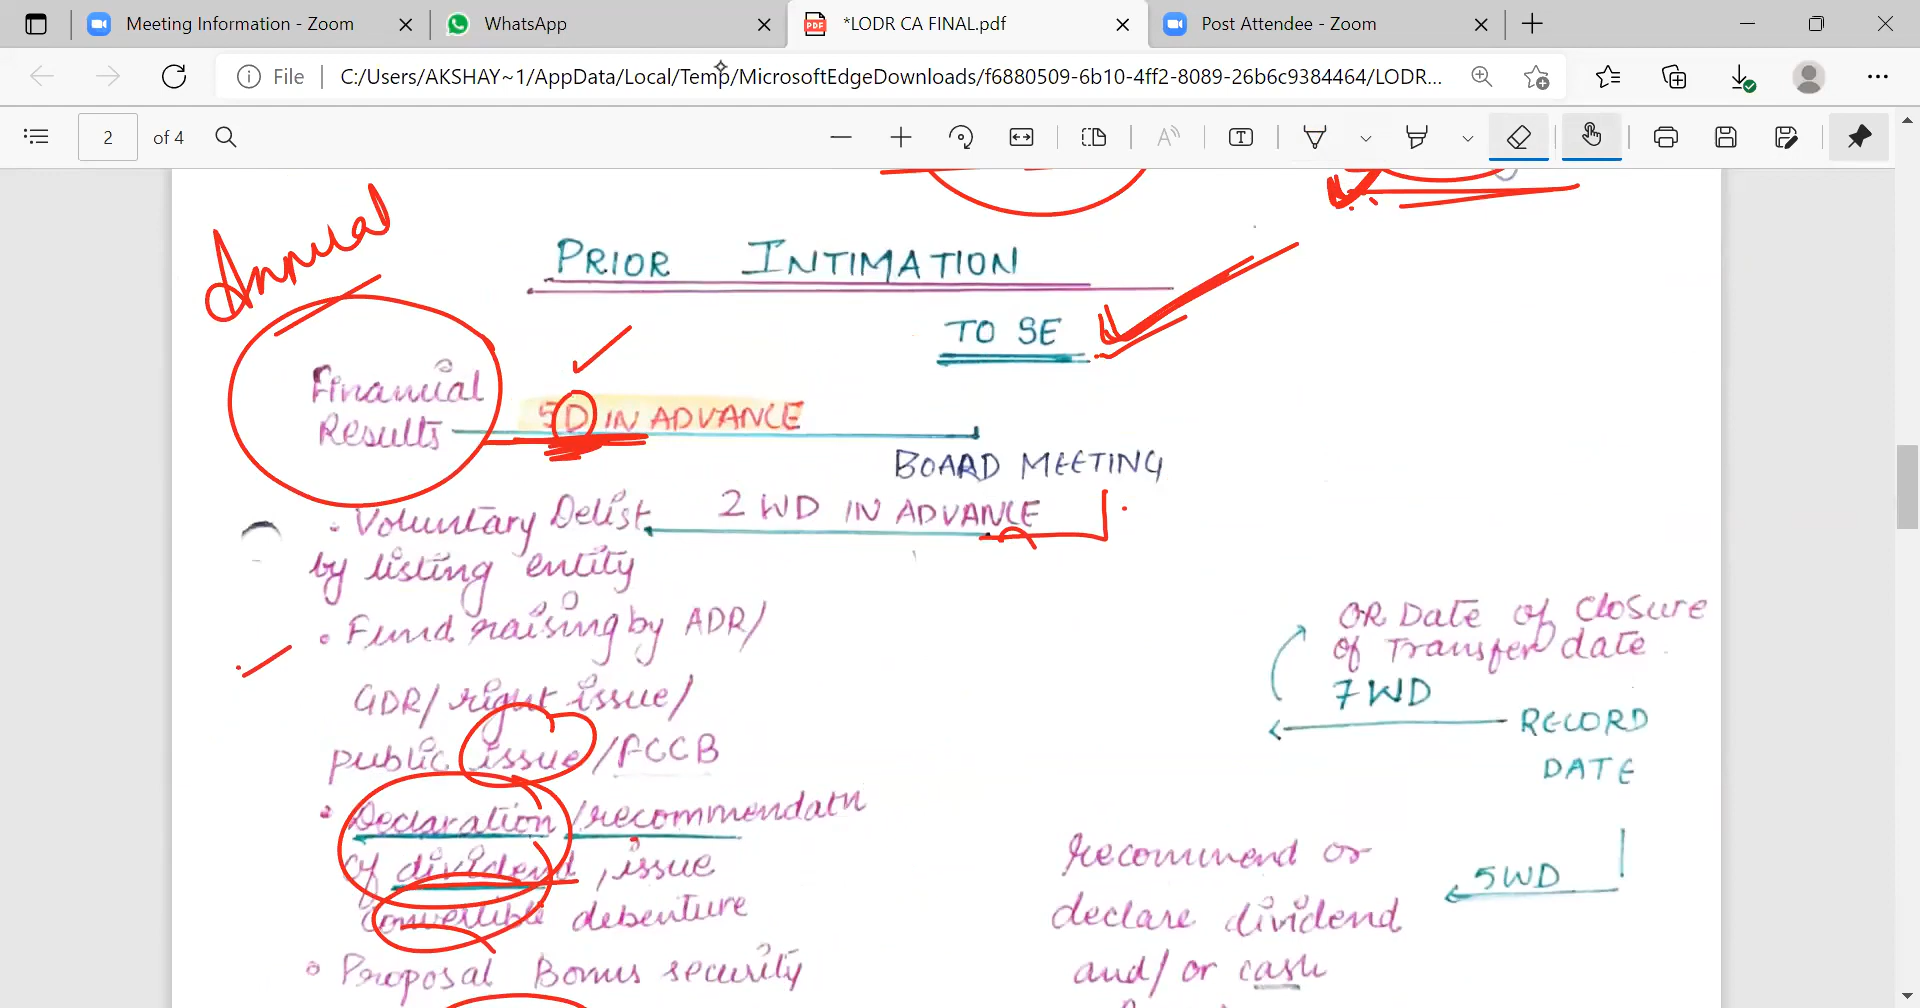 Meeting Information - Zoom
WhatsApp
*LODR CA FINAL.pdf
Post Attendee - Zoom
File
C:/Users/AKSHAY~1/AppData/Local/Temp/MicrosoftEdgeDownloads/f6880509-6b10-4ff2-8089-26b6c9384464/LODR...
2 of 4
Annual
PRIOR INTIMATION
TO SE
Financial
Results
5D IN ADVANCE
BOARD MEETING
• Voluntary Delist
2 WD IN ADVANCE
by listing entity
• Fund raising by ADR/
GDR/right issue/
public issue/FCCB
• Declaration/recommendatn
of dividend, issue
convertible debenture
• Proposal Bonus security
OR Date of Closure
of Transfer date
7WD
RECORD
DATE
5WD
recommend or
declare dividend
and/or cash